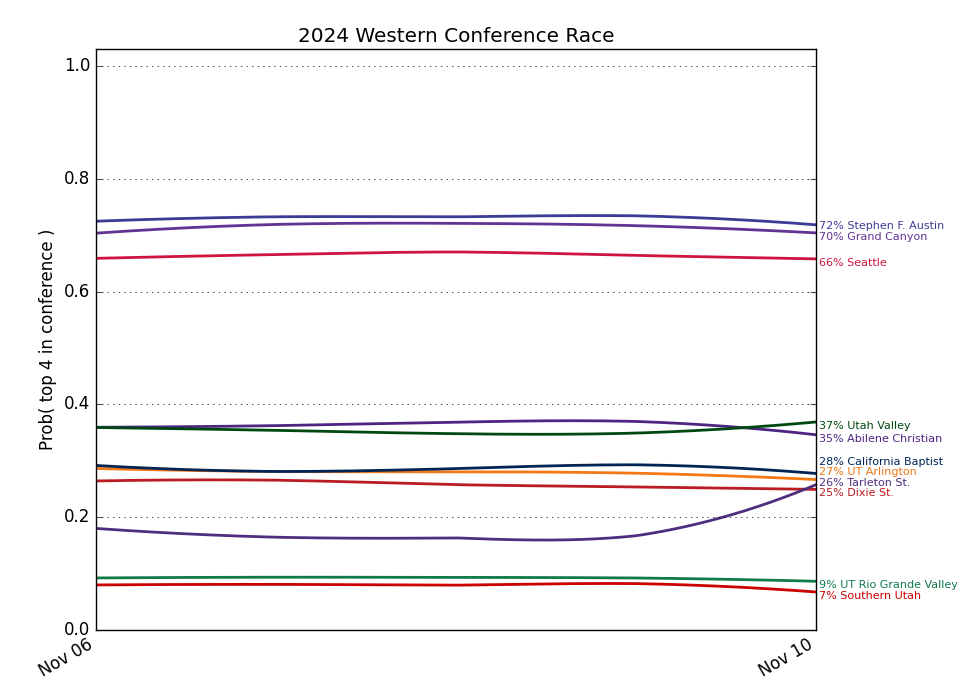 2024 Western Conference Race
1.0
0.8
0.6
0.4
0.2
0.0
Prob( top 4 in conference )
Nov 06
Nov 10
72% Stephen F. Austin
70% Grand Canyon
66% Seattle
37% Utah Valley
35% Abilene Christian
28% California Baptist
27% UT Arlington
26% Tarleton St.
25% Dixie St.
9% UT Rio Grande Valley
7% Southern Utah